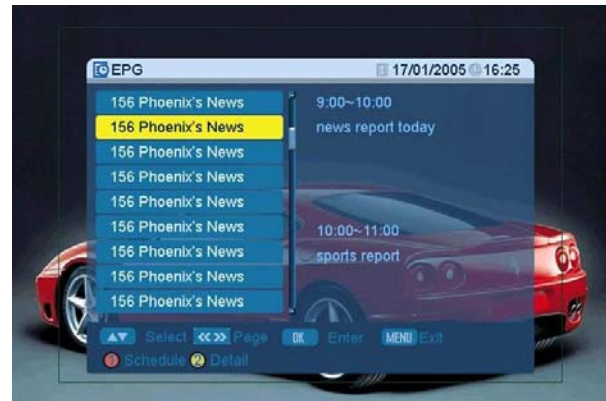 EPG 17/01/2005 16:25
156 Phoenix's News
156 Phoenix's News
156 Phoenix's News
156 Phoenix's News
156 Phoenix's News
156 Phoenix's News
156 Phoenix's News
156 Phoenix's News
156 Phoenix's News
9:00~10:00
news report today
10:00~11:00
sports report
Select Page OK Enter MENU Exit
1 Schedule 2 Detail